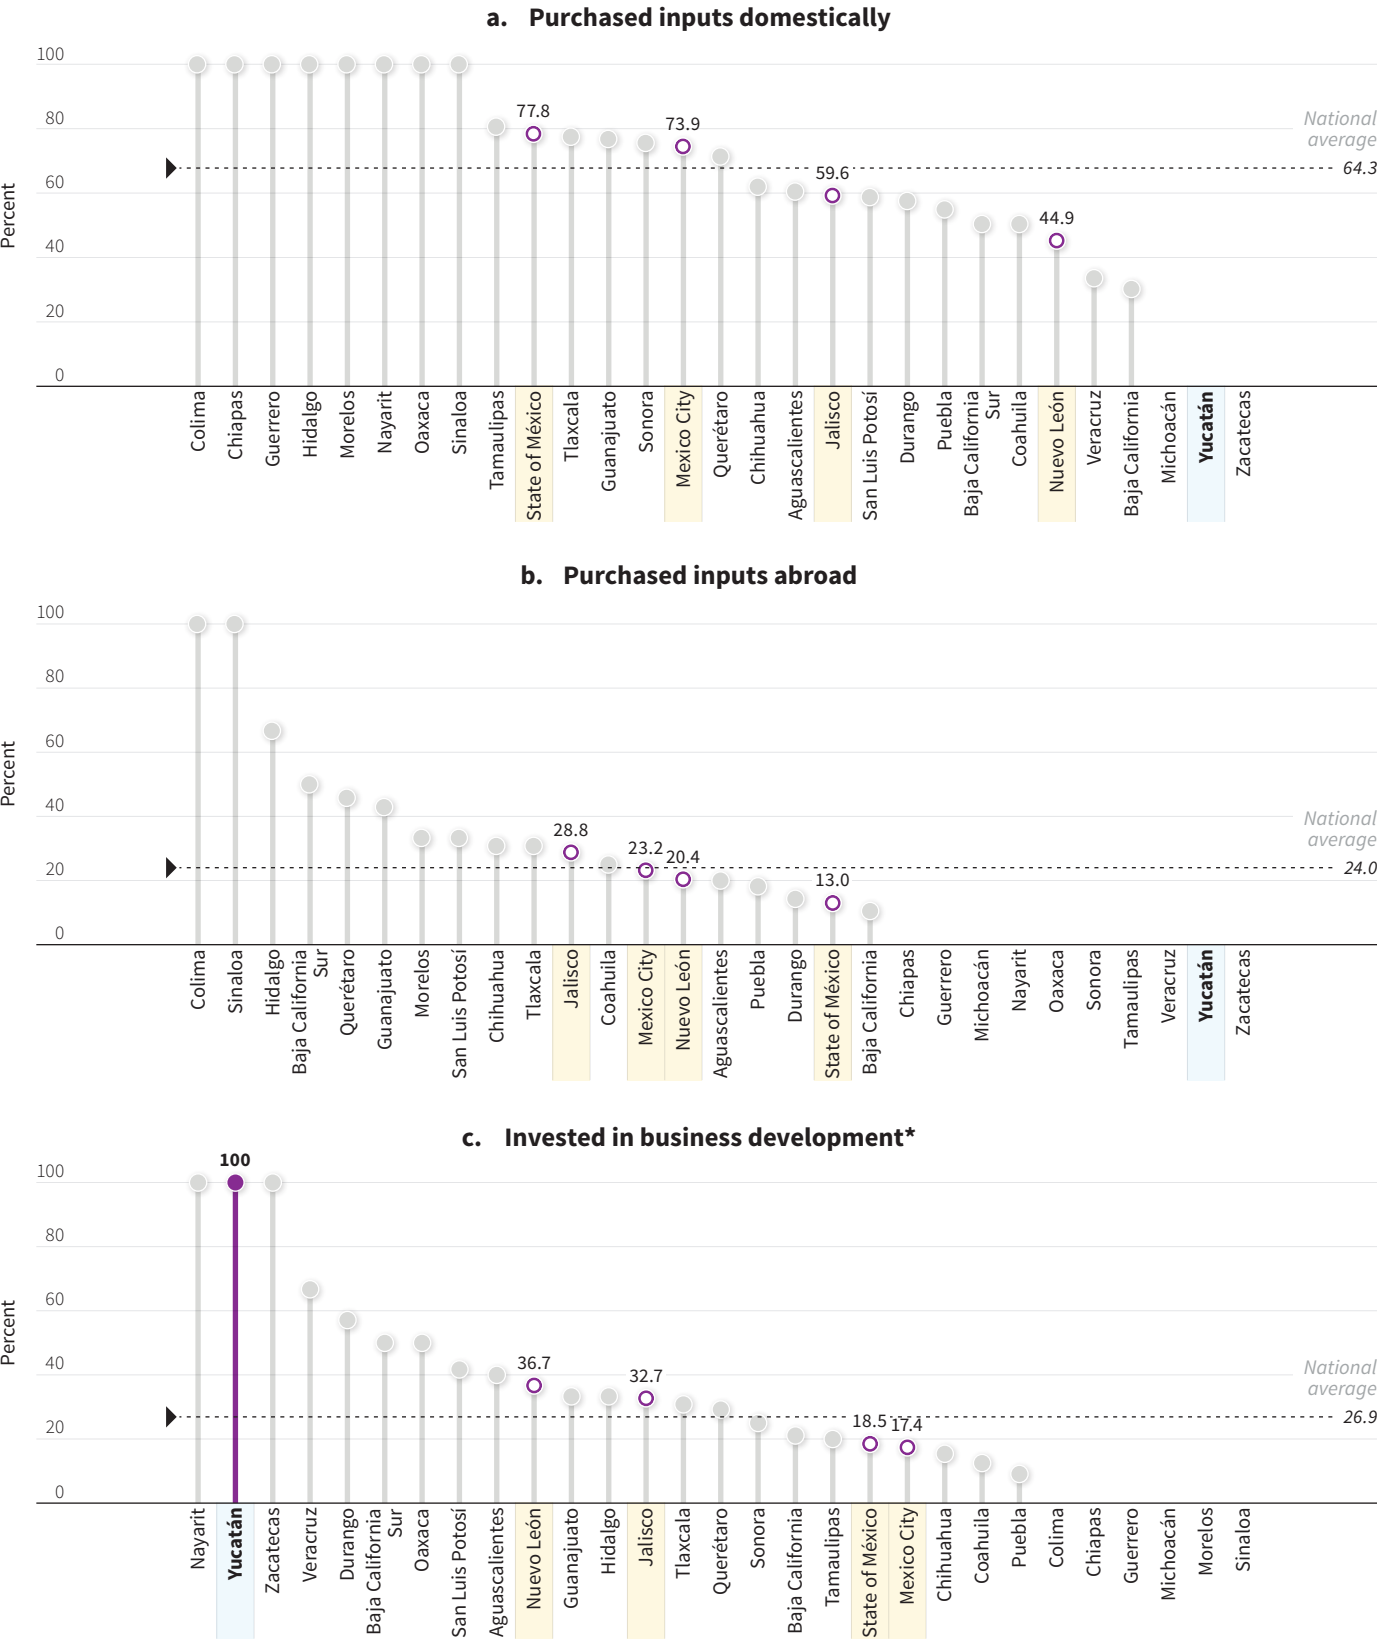 a. Purchased inputs domestically
Percent
100
80
60
40
20
0
77.8
73.9
59.6
44.9
National
average
64.3
Colima
Chiapas
Guerrero
Hidalgo
Morelos
Nayarit
Oaxaca
Sinaloa
Tamaulipas
State of México
Tlaxcala
Guanajuato
Sonora
Mexico City
Querétaro
Chihuahua
Aguascalientes
Jalisco
San Luis Potosí
Durango
Puebla
Baja California
Sur
Coahuila
Nuevo León
Veracruz
Baja California
Michoacán
Yucatán
Zacatecas
b. Purchased inputs abroad
Percent
100
80
60
40
20
0
28.8
23.2
20.4
13.0
National
average
24.0
Colima
Sinaloa
Hidalgo
Baja California
Sur
Querétaro
Guanajuato
Morelos
San Luis Potosí
Chihuahua
Tlaxcala
Jalisco
Coahuila
Mexico City
Nuevo León
Aguascalientes
Puebla
Durango
State of México
Baja California
Chiapas
Guerrero
Michoacán
Nayarit
Oaxaca
Sonora
Tamaulipas
Veracruz
Yucatán
Zacatecas
c. Invested in business development*
Percent
100
80
60
40
20
0
100
36.7
32.7
18.5
17.4
National
average
26.9
Nayarit
Yucatán
Zacatecas
Veracruz
Durango
Baja California
Sur
Oaxaca
San Luis Potosí
Aguascalientes
Nuevo León
Guanajuato
Hidalgo
Jalisco
Tlaxcala
Querétaro
Sonora
Baja California
Tamaulipas
State of México
Mexico City
Chihuahua
Coahuila
Puebla
Colima
Chiapas
Guerrero
Michoacán
Morelos
Sinaloa